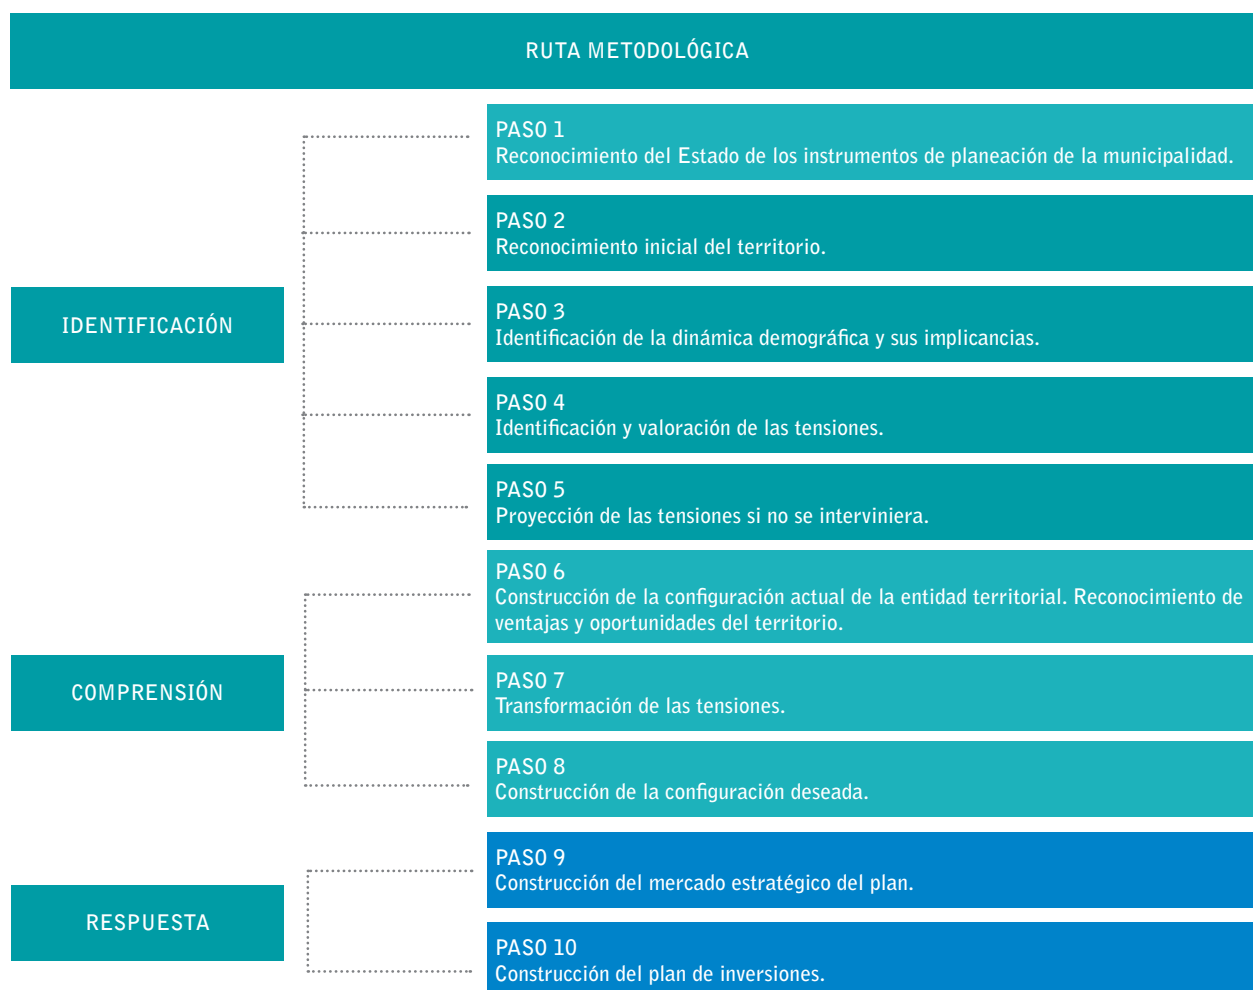 RUTA METODOLÓGICA
PASO 1
Reconocimiento del Estado de los instrumentos de planeación de la municipalidad.
PASO 2
Reconocimiento inicial del territorio.
IDENTIFICACIÓN
PASO 3
Identificación de la dinámica demográfica y sus implicancias.
PASO 4
Identificación y valoración de las tensiones.
PASO 5
Proyección de las tensiones si no se interviniera.
PASO 6
Construcción de la configuración actual de la entidad territorial. Reconocimiento de
ventajas y oportunidades del territorio.
COMPRENSIÓN
PASO 7
Transformación de las tensiones.
PASO 8
Construcción de la configuración deseada.
RESPUESTA
PASO 9
Construcción del mercado estratégico del plan.
PASO 10
Construcción del plan de inversiones.